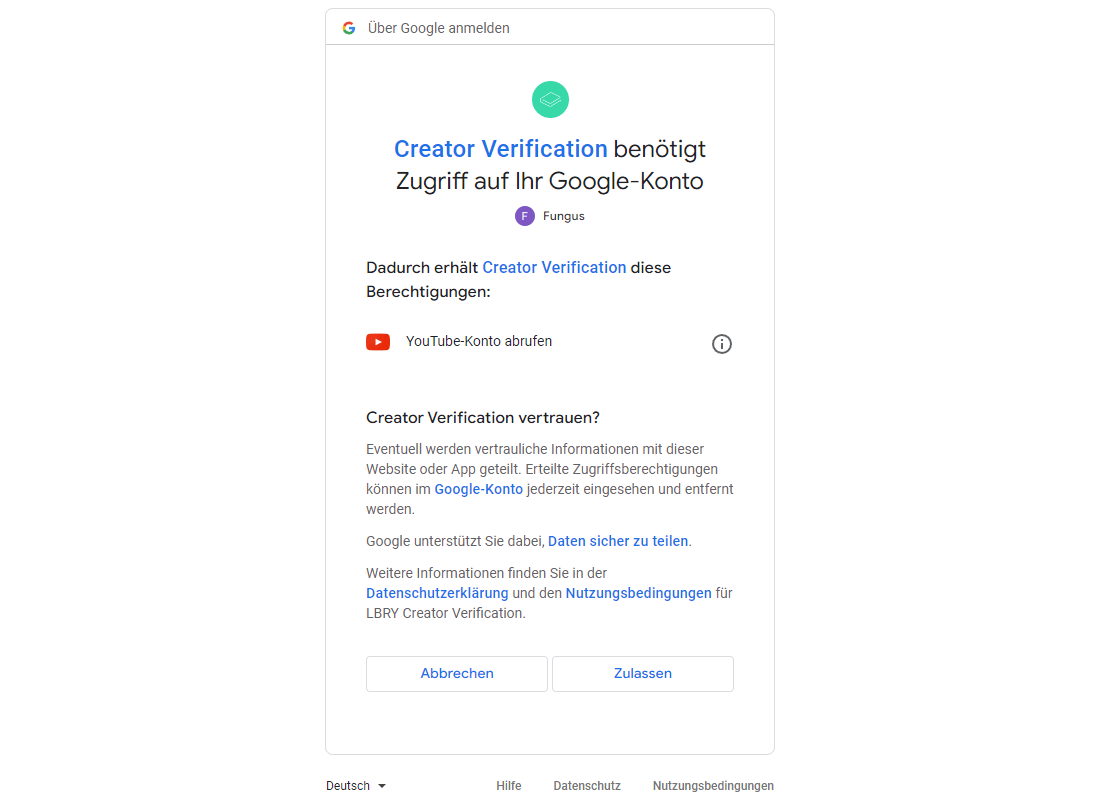 Über Google anmelden
Creator Verification benötigt
Zugriff auf Ihr Google-Konto
F Fungus
Dadurch erhält Creator Verification diese
Berechtigungen:
YouTube-Konto abrufen
Creator Verification vertrauen?
Eventuell werden vertrauliche Informationen mit dieser
Website oder App geteilt. Erteilte Zugriffsberechtigungen
können im Google-Konto jederzeit eingesehen und entfernt
werden.
Google unterstützt Sie dabei, Daten sicher zu teilen.
Weitere Informationen finden Sie in der
Datenschutzerklärung und den Nutzungsbedingungen für
LBRY Creator Verification.
Abbrechen Zulassen
Deutsch Hilfe Datenschutz Nutzungsbedingungen